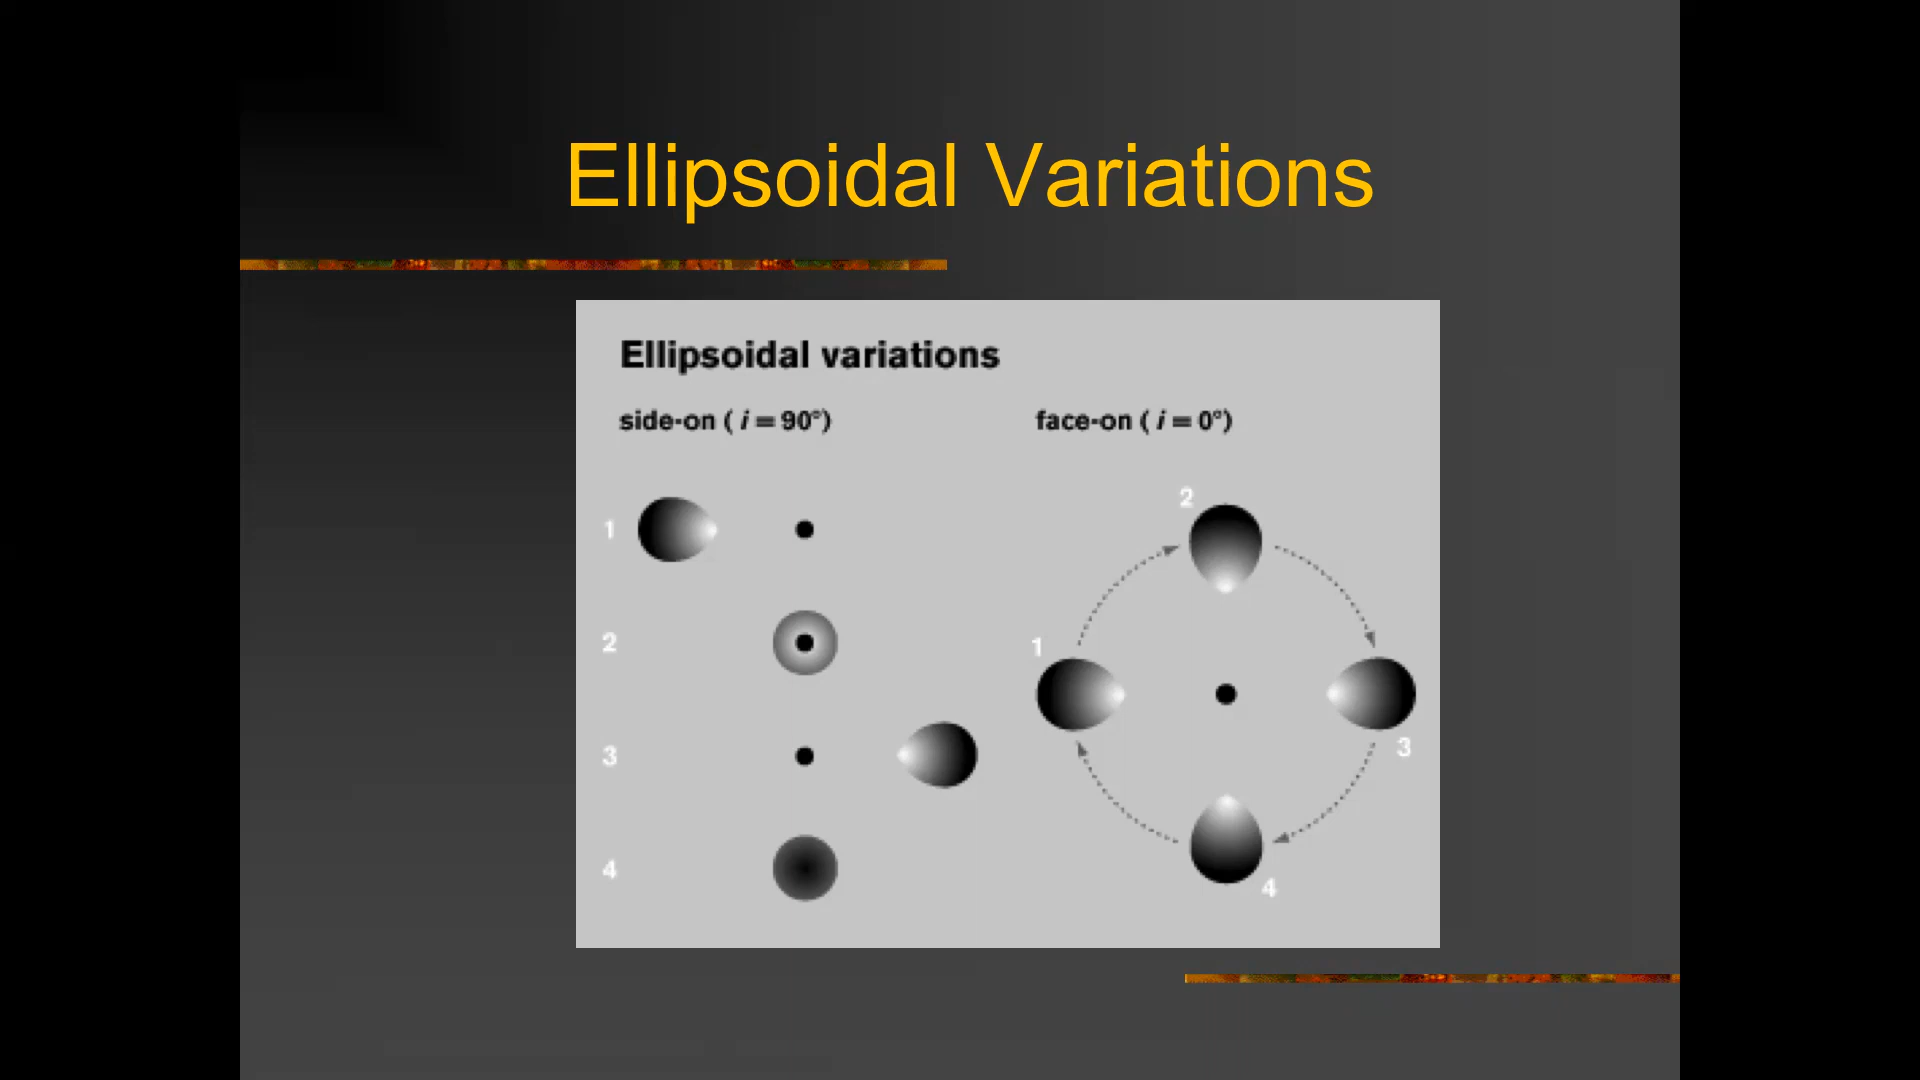 Ellipsoidal Variations
Ellipsoidal variations
side-on ( i = 90°)
face-on ( i = 0°)
1
2
3
4
2
1
3
4